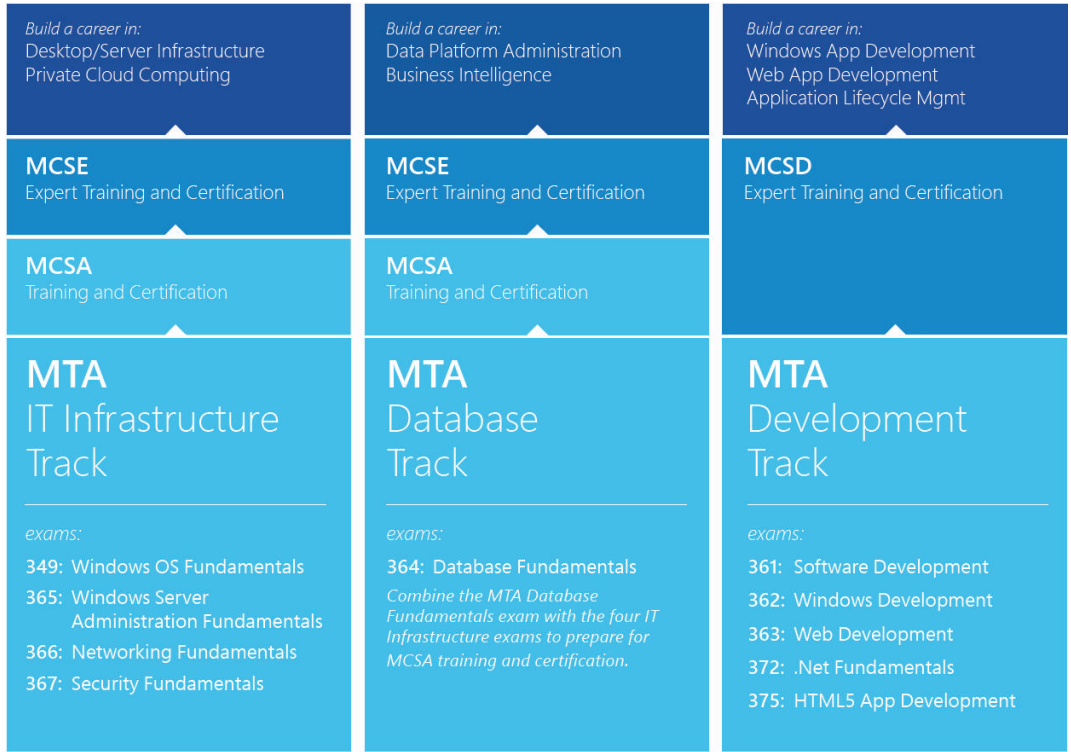 Build a career in:
Desktop/Server Infrastructure
Private Cloud Computing
MCSE
Expert Training and Certification
MCSA
Training and Certification
MTA
IT Infrastructure
Track
exams:
349: Windows OS Fundamentals
365: Windows Server
Administration Fundamentals
366: Networking Fundamentals
367: Security Fundamentals
Build a career in:
Data Platform Administration
Business Intelligence
MCSE
Expert Training and Certification
MCSA
Training and Certification
MTA
Database
Track
exams:
364: Database Fundamentals
Combine the MTA Database
Fundamentals exam with the four IT
Infrastructure exams to prepare for
MCSA training and certification.
Build a career in:
Windows App Development
Web App Development
Application Lifecycle Mgmt
MCSD
Expert Training and Certification
MTA
Development
Track
exams:
361: Software Development
362: Windows Development
363: Web Development
372: .Net Fundamentals
375: HTML5 App Development